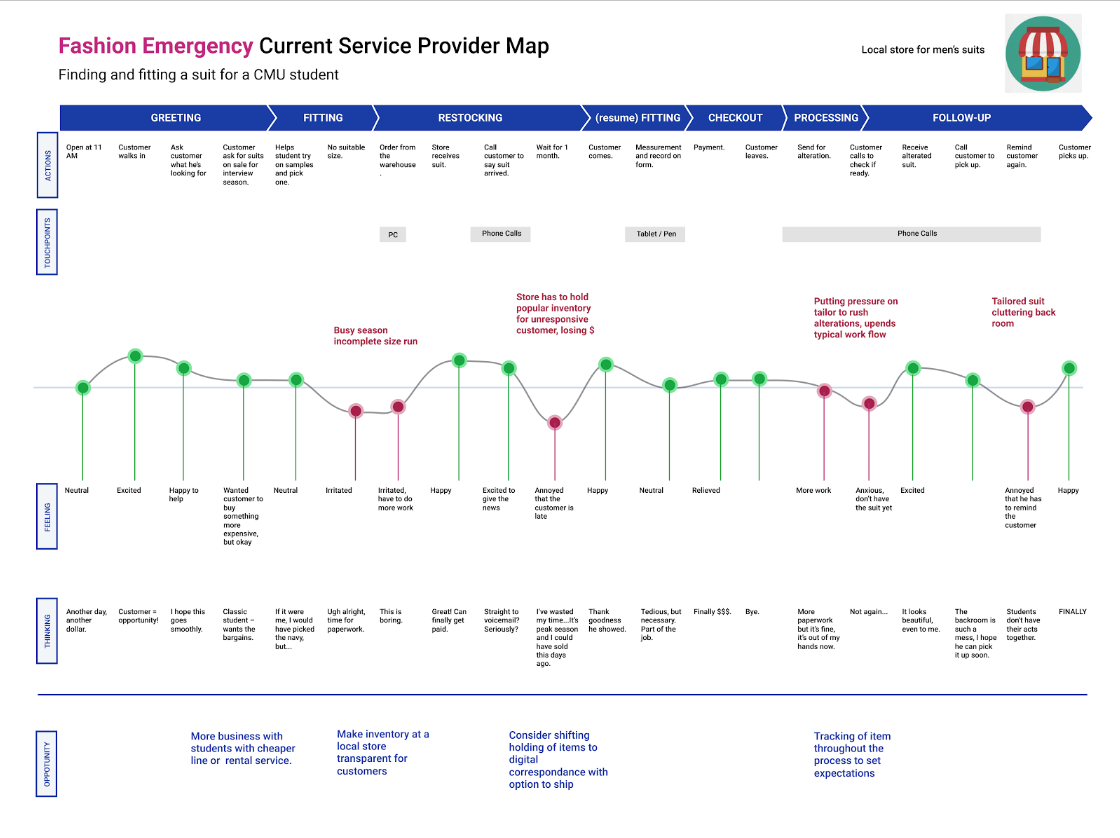 Fashion Emergency Current Service Provider Map
Finding and fitting a suit for a CMU student
Local store for men's suits
GREETING
FITTING
RESTOCKING
(resume) FITTING
CHECKOUT
PROCESSING
FOLLOW-UP
ACTIONS
Open at 11
AM
Customer
walks in
Ask
customer
what he's
looking for
Customer
ask for suits
on sale for
interview
season.
Helps
student try
on samples
and pick
one.
No suitable
size.
Order from
the
warehouse
.
Store
receives
suit.
Call
customer to
say suit
arrived.
Wait for 1
month.
Customer
comes.
Measurement
and record on
form.
Payment.
Customer
leaves.
Send for
alteration.
Customer
calls to
check if
ready.
Receive
alterated
suit.
Call
customer to
pick up.
Remind
customer
again.
Customer
picks up.
TOUCHPOINTS
PC
Phone Calls
Tablet / Pen
Phone Calls
Busy season
incomplete size run
Store has to hold
popular inventory
for unresponsive
customer, losing $
Putting pressure on
tailor to rush
alterations, upends
typical work flow
Tailored suit
cluttering back
room
FEELING
Neutral
Excited
Happy to
help
Wanted
customer to
buy
something
more
expensive,
but okay
Neutral
Irritated
Irritated,
have to do
more work
Happy
Excited to
give the
news
Annoyed
that the
customer is
late
Happy
Neutral
Relieved
More work
Anxious,
don't have
the suit yet
Excited
Annoyed
that he has
to remind
the
customer
Happy
THINKING
Another day,
another
dollar.
Customer =
opportunity!
I hope this
goes
smoothly.
Classic
student –
wants the
bargains.
If it were
me, I would
have picked
the navy,
but...
Ugh alright,
time for
paperwork.
This is
boring.
Great! Can
finally get
paid.
Straight to
voicemail?
Seriously?
I've wasted
my time...It's
peak season
and I could
have sold
this days
ago.
Thank
goodness
he showed.
Tedious, but
necessary.
Part of the
job.
Finally $$$.
Bye.
More
paperwork
but it's fine,
it's out of my
hands now.
Not again...
It looks
beautiful,
even to me.
The
backroom is
such a
mess, I hope
he can pick
it up soon.
Students
don't have
their acts
together.
FINALLY
OPPOTUNITY
More business with
students with cheaper
line or rental service.
Make inventory at a
local store
transparent for
customers
Consider shifting
holding of items to
digital
correspondance with
option to ship
Tracking of item
throughout the
process to set
expectations